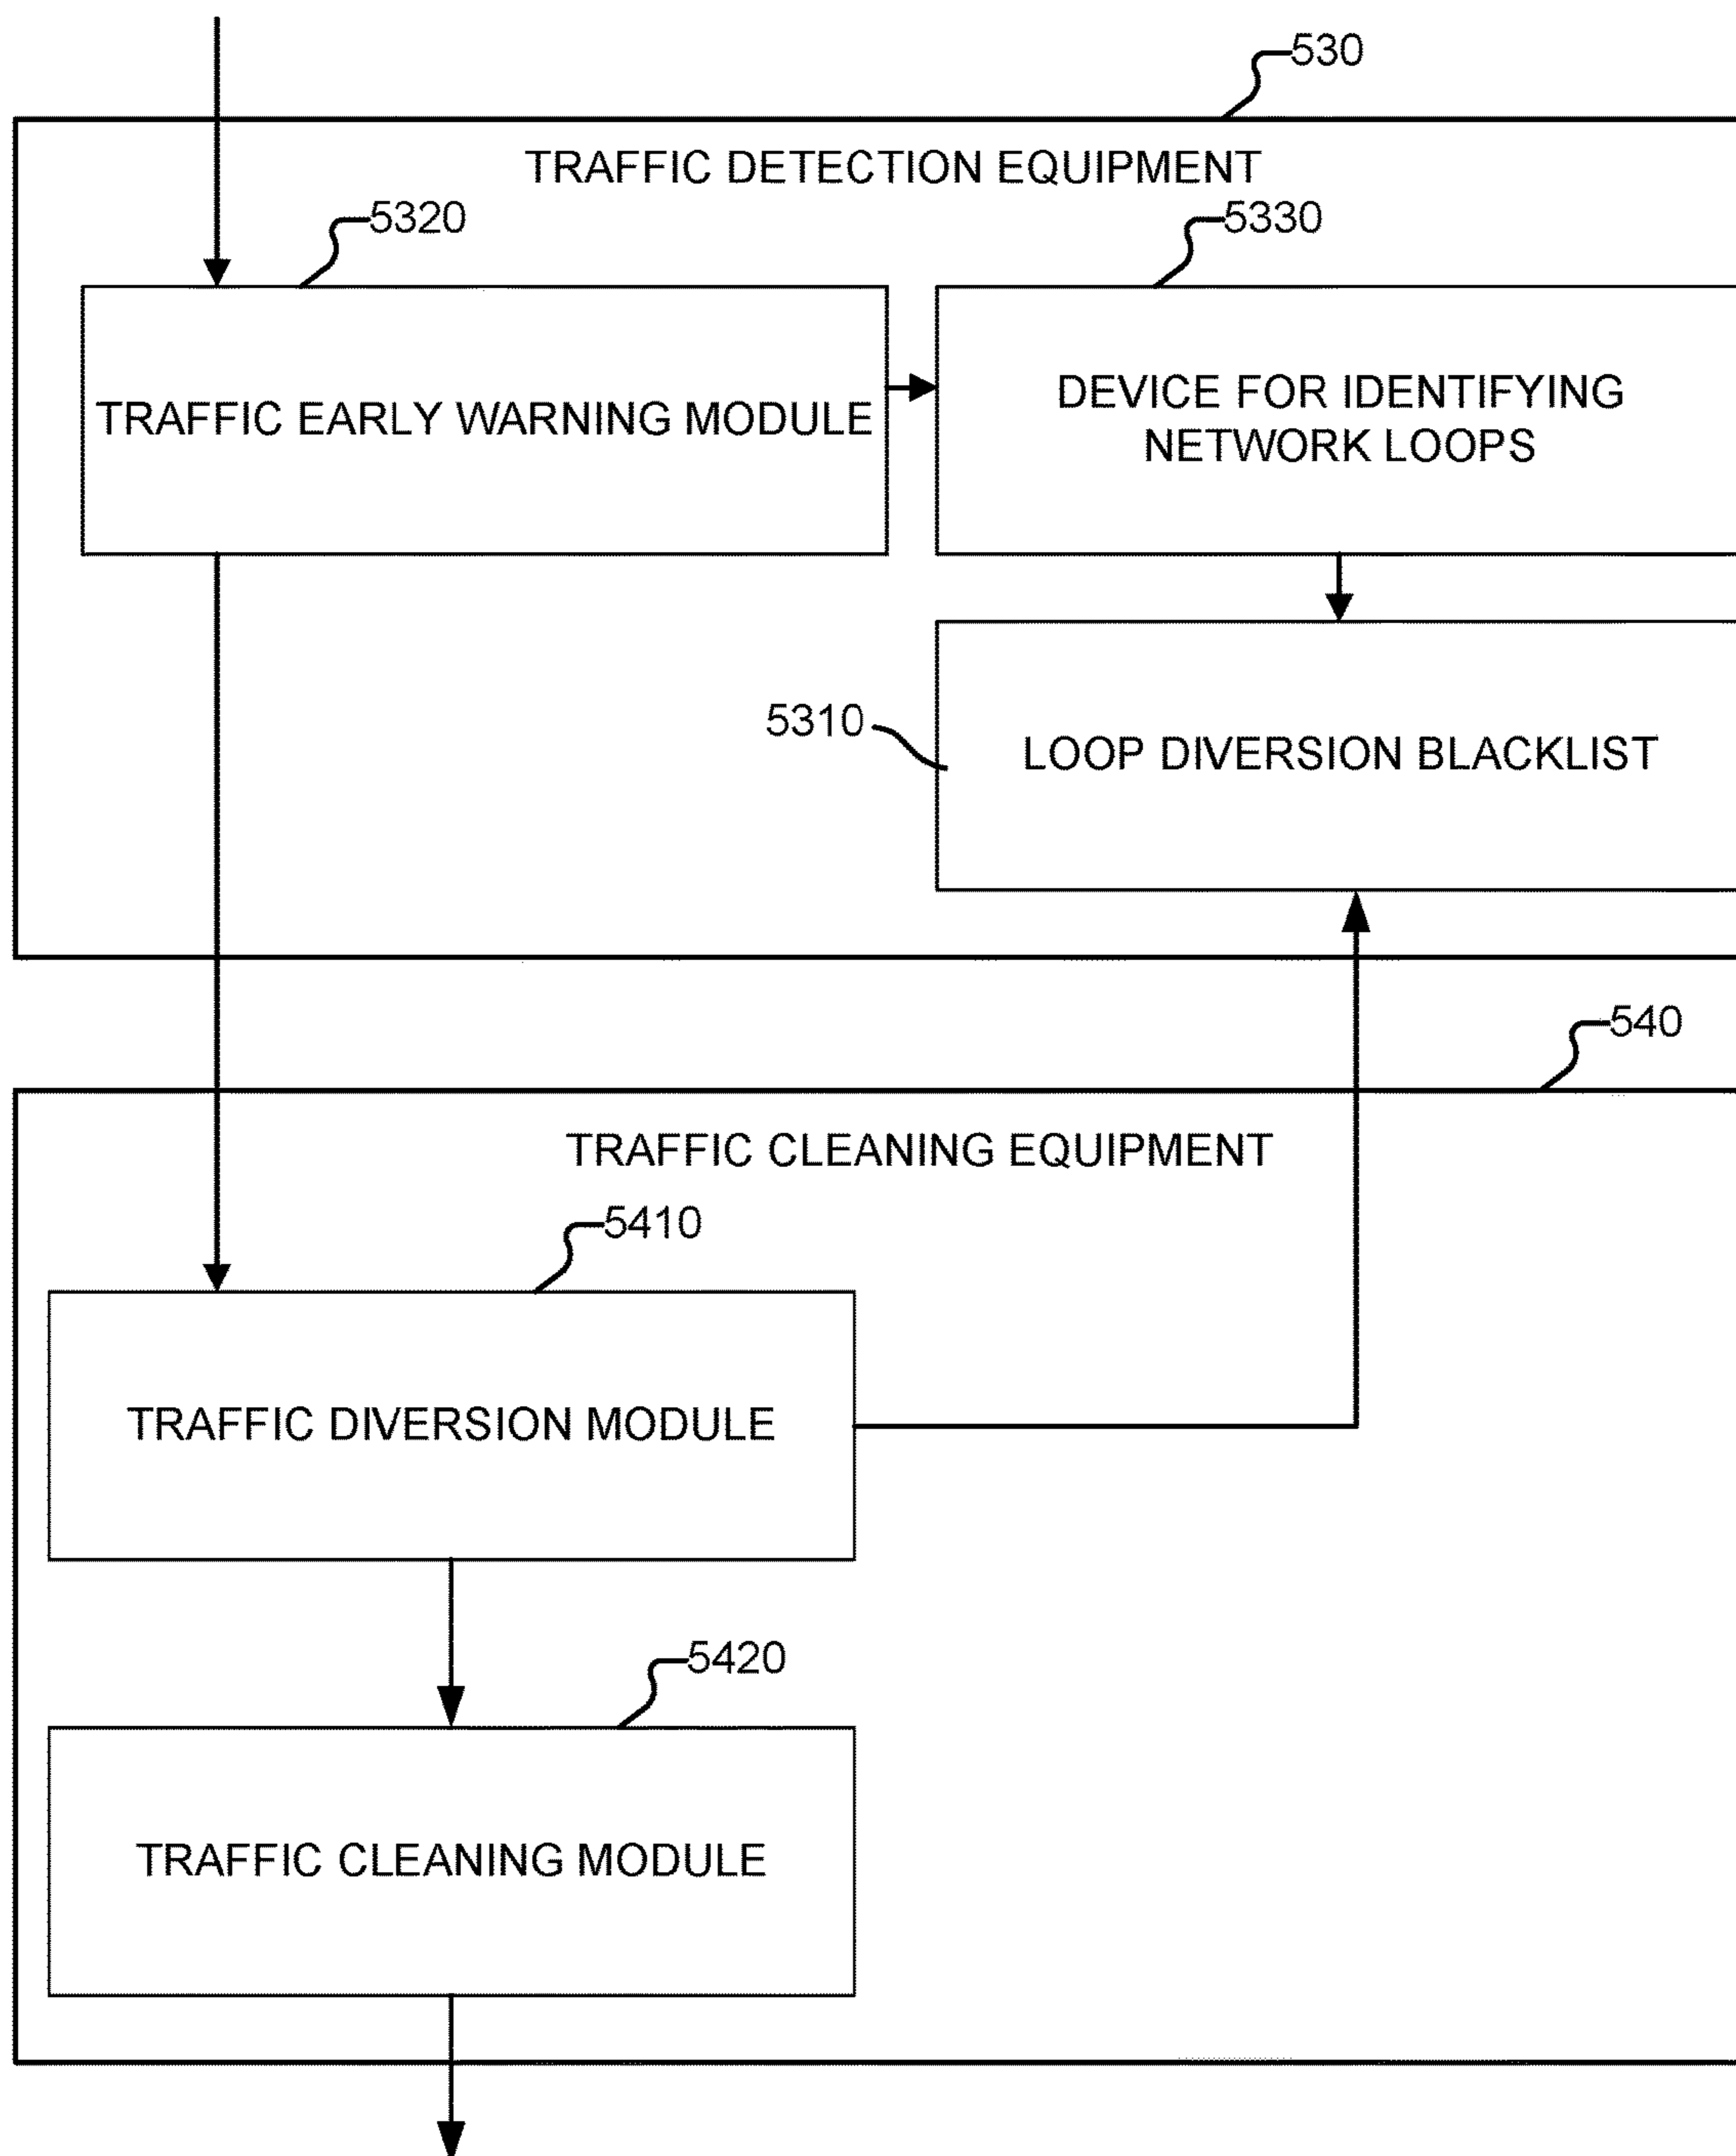 530
TRAFFIC DETECTION EQUIPMENT
5320
5330
TRAFFIC EARLY WARNING MODULE
DEVICE FOR IDENTIFYING
NETWORK LOOPS
5310
LOOP DIVERSION BLACKLIST
540
TRAFFIC CLEANING EQUIPMENT
5410
TRAFFIC DIVERSION MODULE
5420
TRAFFIC CLEANING MODULE